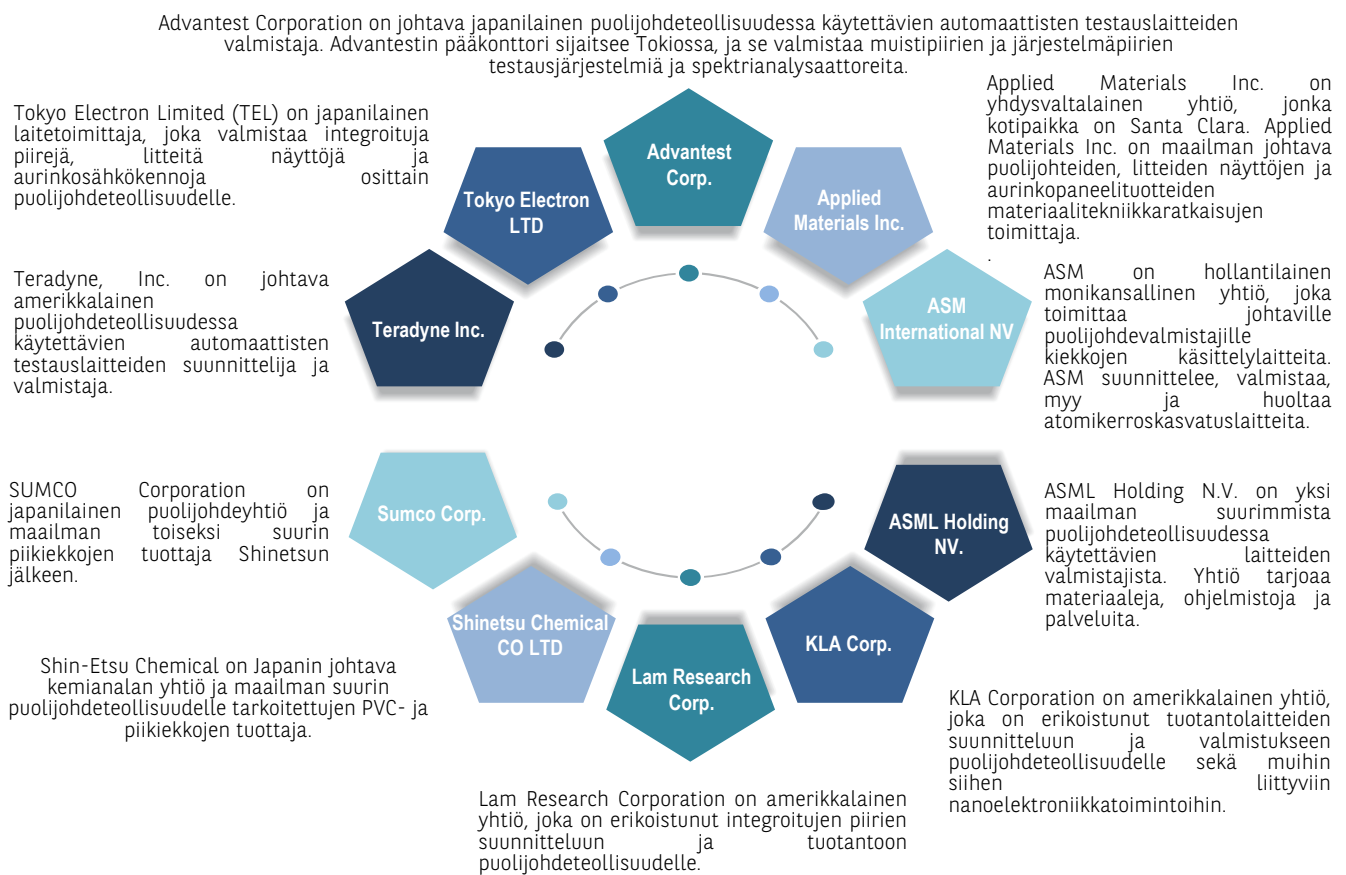 Advantest Corporation on johtava japanilainen puolijohdeteollisuudessa käytettävien automaattisten testauslaitteiden
valmistaja. Advantestin pääkonttori sijaitsee Tokiossa, ja se valmistaa muistipiirien ja järjestelmäpiirien
testausjärjestelmiä ja spektrianalysaattoreita.
Tokyo Electron Limited (TEL) on japanilainen
laitetoimittaja, joka valmistaa integroituja
piirejä, litteitä näyttöjä ja
aurinkosähkökennoja osittain
puolijohdeteollisuudelle.
Applied Materials Inc. on
yhdysvaltalainen yhtiö, jonka
kotipaikka on Santa Clara. Applied
Materials Inc. on maailman johtava
puolijohteiden, litteiden näyttöjen ja
aurinkopaneelituotteiden
materiaalitekniikkaratkaisujen
toimittaja.
.
Advantest
Corp.
Tokyo Electron
LTD
Applied
Materials Inc.
Teradyne, Inc. on johtava
amerikkalainen
puolijohdeteollisuudessa
käytettävien automaattisten
testauslaitteiden suunnittelija ja
valmistaja.
Teradyne Inc.
ASM
International NV
ASM on hollantilainen
monikansallinen yhtiö, joka
toimittaa johtaville
puolijohdevalmistajille
kiekkojen käsittelylaitteita.
ASM suunnittelee, valmistaa,
myy ja huoltaa
atomikerroskasvatuslaitteita.
SUMCO Corporation on
japanilainen puolijohdeyhtiö ja
maailman toiseksi suurin
piikiekkojen tuottaja Shinetsun
jälkeen.
Sumco Corp.
ASML Holding
NV.
ASML Holding N.V. on yksi
maailman suurimmista
puolijohdeteollisuudessa
käytettävien laitteiden
valmistajista. Yhtiö tarjoaa
materiaaleja, ohjelmistoja ja
palveluita.
Shinetsu Chemical
CO LTD
KLA Corp.
Lam Research
Corp.
Shin-Etsu Chemical on Japanin johtava
kemianalan yhtiö ja maailman suurin
puolijohdeteollisuudelle tarkoitettujen PVC- ja
piikiekkojen tuottaja.
KLA Corporation on amerikkalainen yhtiö,
joka on erikoistunut tuotantolaitteiden
suunnitteluun ja valmistukseen
puolijohdeteollisuudelle sekä muihin
siihen liittyviin
nanoelektroniikkatoimintoihin.
Lam Research Corporation on amerikkalainen
yhtiö, joka on erikoistunut integroitujen piirien
suunnitteluun ja tuotantoon
puolijohdeteollisuudelle.